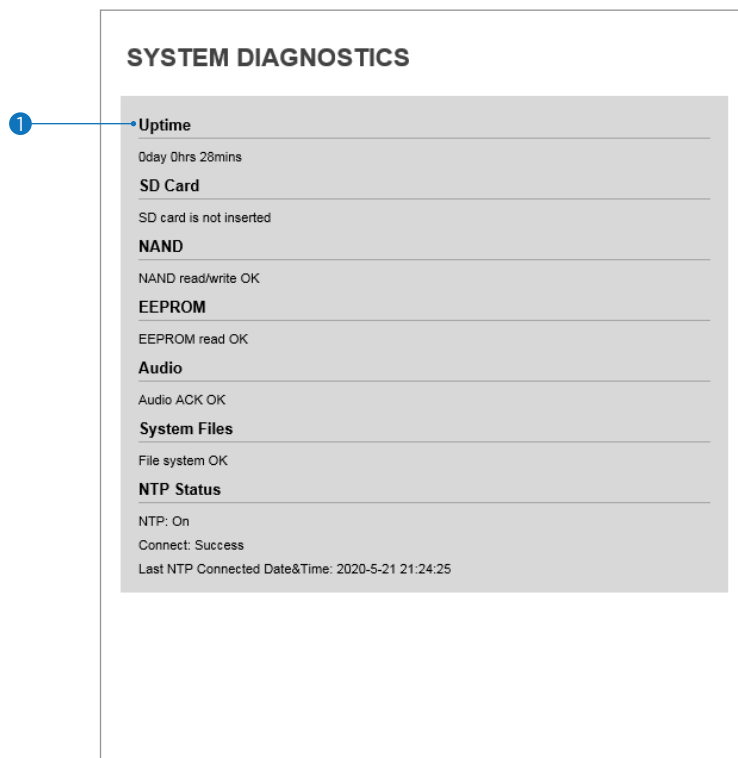 SYSTEM DIAGNOSTICS
1
Uptime
0day 0hrs 28mins
SD Card
SD card is not inserted
NAND
NAND read/write OK
EEPROM
EEPROM read OK
Audio
Audio ACK OK
System Files
File system OK
NTP Status
NTP: On
Connect: Success
Last NTP Connected Date&Time: 2020-5-21 21:24:25